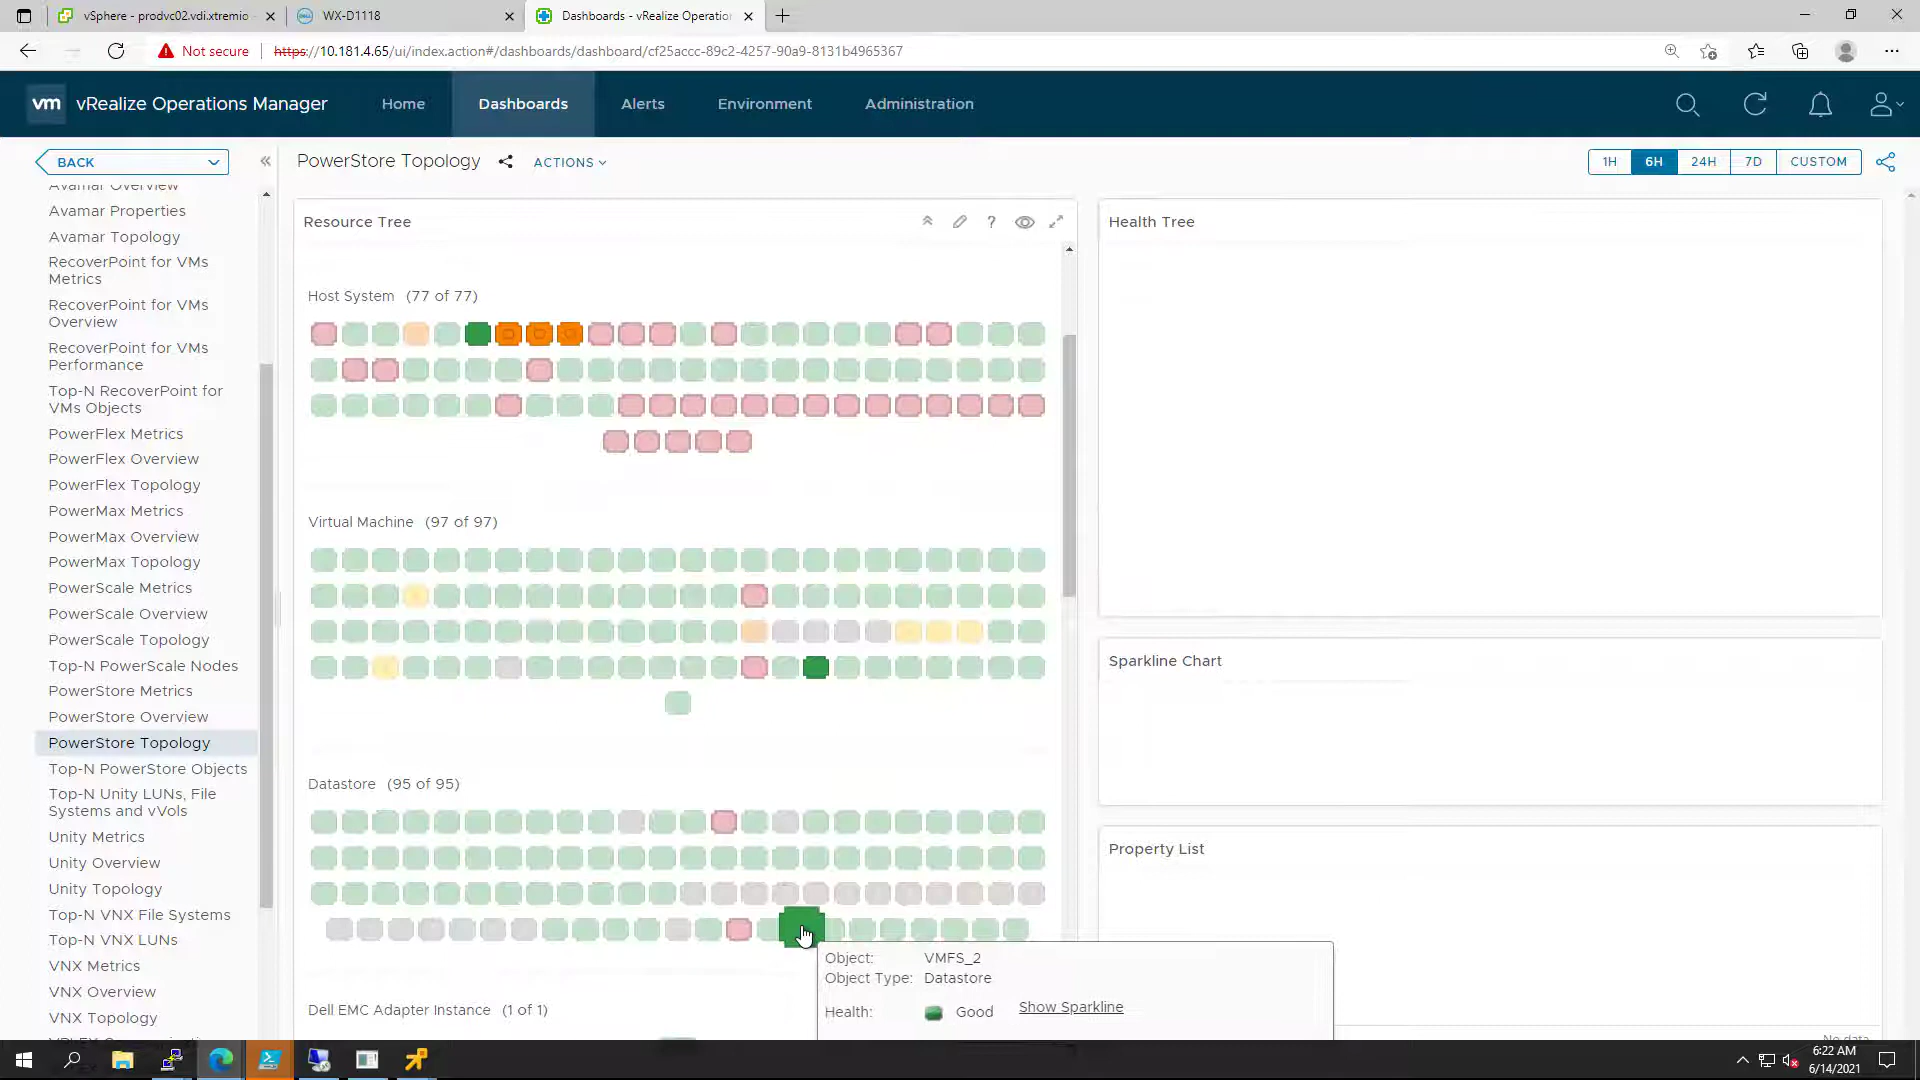 vSphere - prodvc02.vdi.xtremio
WX-D1118
Dashboards - vRealize Operation
Not secure
https://10.181.4.65/ui/index.action#/dashboards/dashboard/cf25accc-89c2-4257-90a9-8131b4965367
vm vRealize Operations Manager Home Dashboards Alerts Environment Administration
BACK
PowerStore Topology ACTIONS
1H 6H 24H 7D CUSTOM
Avamar Overview
Avamar Properties
Avamar Topology
RecoverPoint for VMs
Metrics
RecoverPoint for VMs
Overview
RecoverPoint for VMs
Performance
Top-N RecoverPoint for
VMs Objects
PowerFlex Metrics
PowerFlex Overview
PowerFlex Topology
PowerMax Metrics
PowerMax Overview
PowerMax Topology
PowerScale Metrics
PowerScale Overview
PowerScale Topology
Top-N PowerScale Nodes
PowerStore Metrics
PowerStore Overview
PowerStore Topology
Top-N PowerStore Objects
Top-N Unity LUNs, File
Systems and vVols
Unity Metrics
Unity Overview
Unity Topology
Top-N VNX File Systems
Top-N VNX LUNs
VNX Metrics
VNX Overview
VNX Topology
Resource Tree
?
Host System (77 of 77)
Virtual Machine (97 of 97)
Datastore (95 of 95)
Object: VMFS_2
Object Type: Datastore
Health: Good Show Sparkline
Dell EMC Adapter Instance (1 of 1)
Health Tree
Sparkline Chart
Property List
No data
6:22 AM
6/14/2021